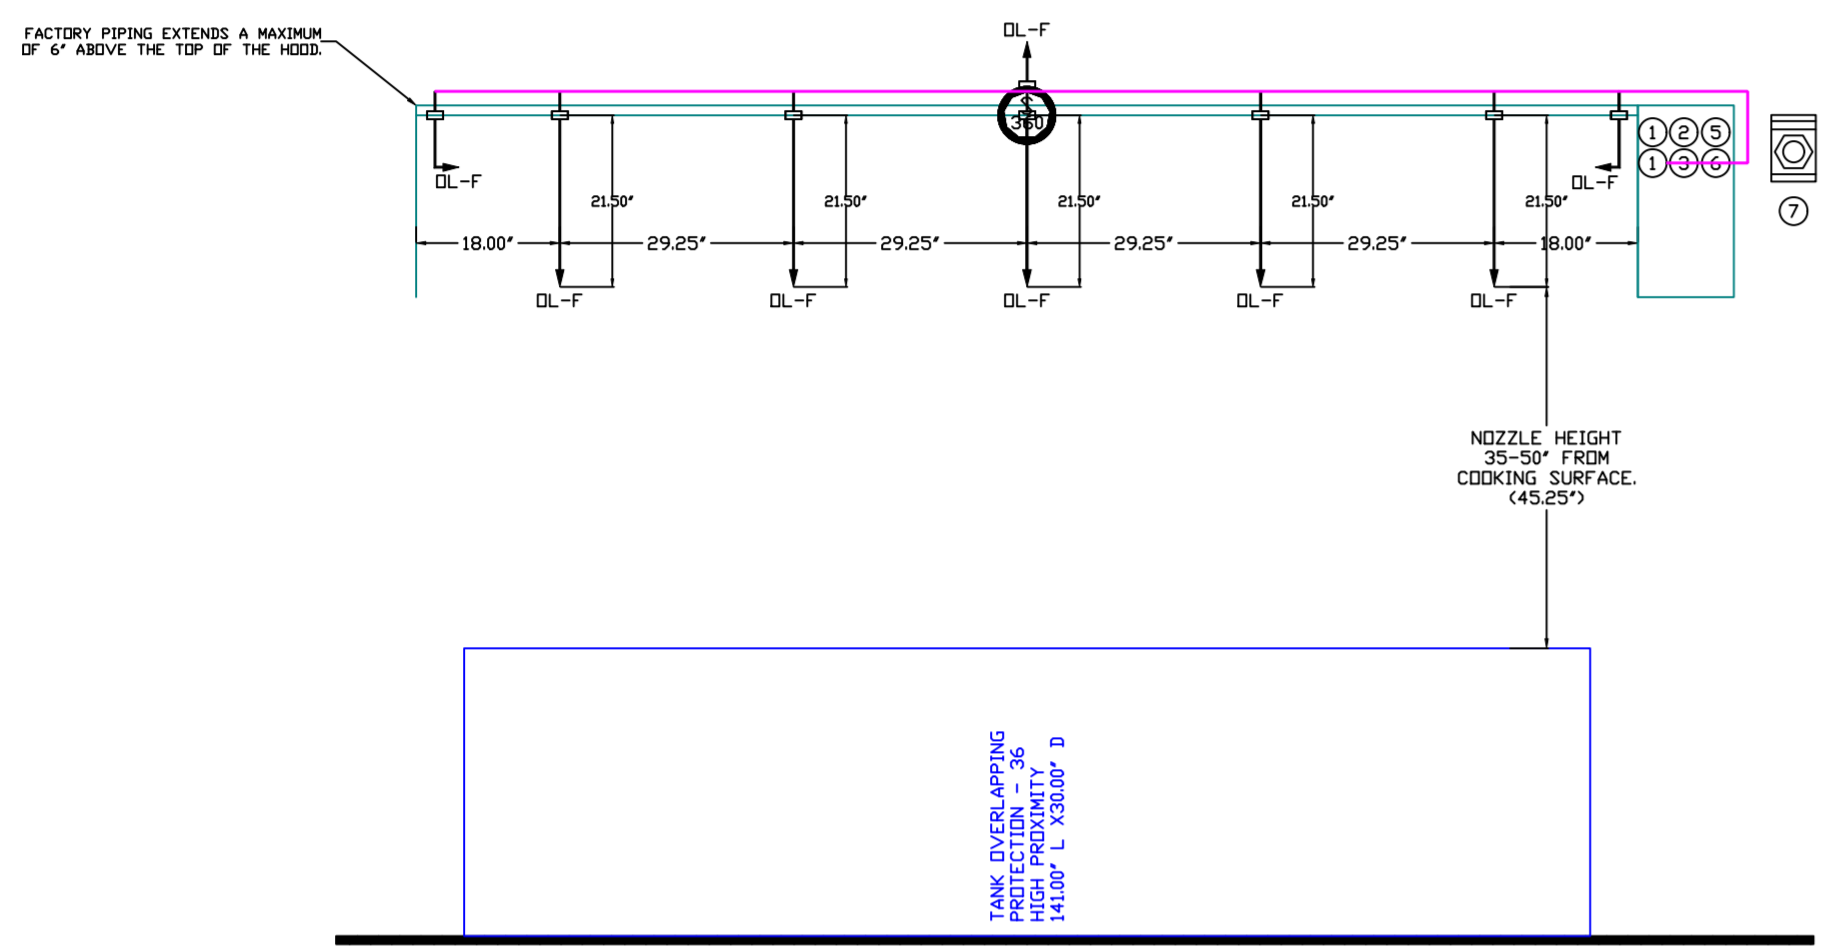 FACTORY PIPING EXTENDS A MAXIMUM
OF 6" ABOVE THE TOP OF THE HOOD.
OL-F
360
1 2 5
1 3 6
7
OL-F
OL-F
21.50"
21.50"
21.50"
21.50"
21.50"
18.00"
29.25"
29.25"
29.25"
29.25"
18.00"
OL-F
OL-F
OL-F
OL-F
OL-F
NOZZLE HEIGHT
35-50" FROM
COOKING SURFACE.
(45.25")
TANK OVERLAPPING
PROTECTION - 36
HIGH PROXIMITY
141.00" L X30.00" D